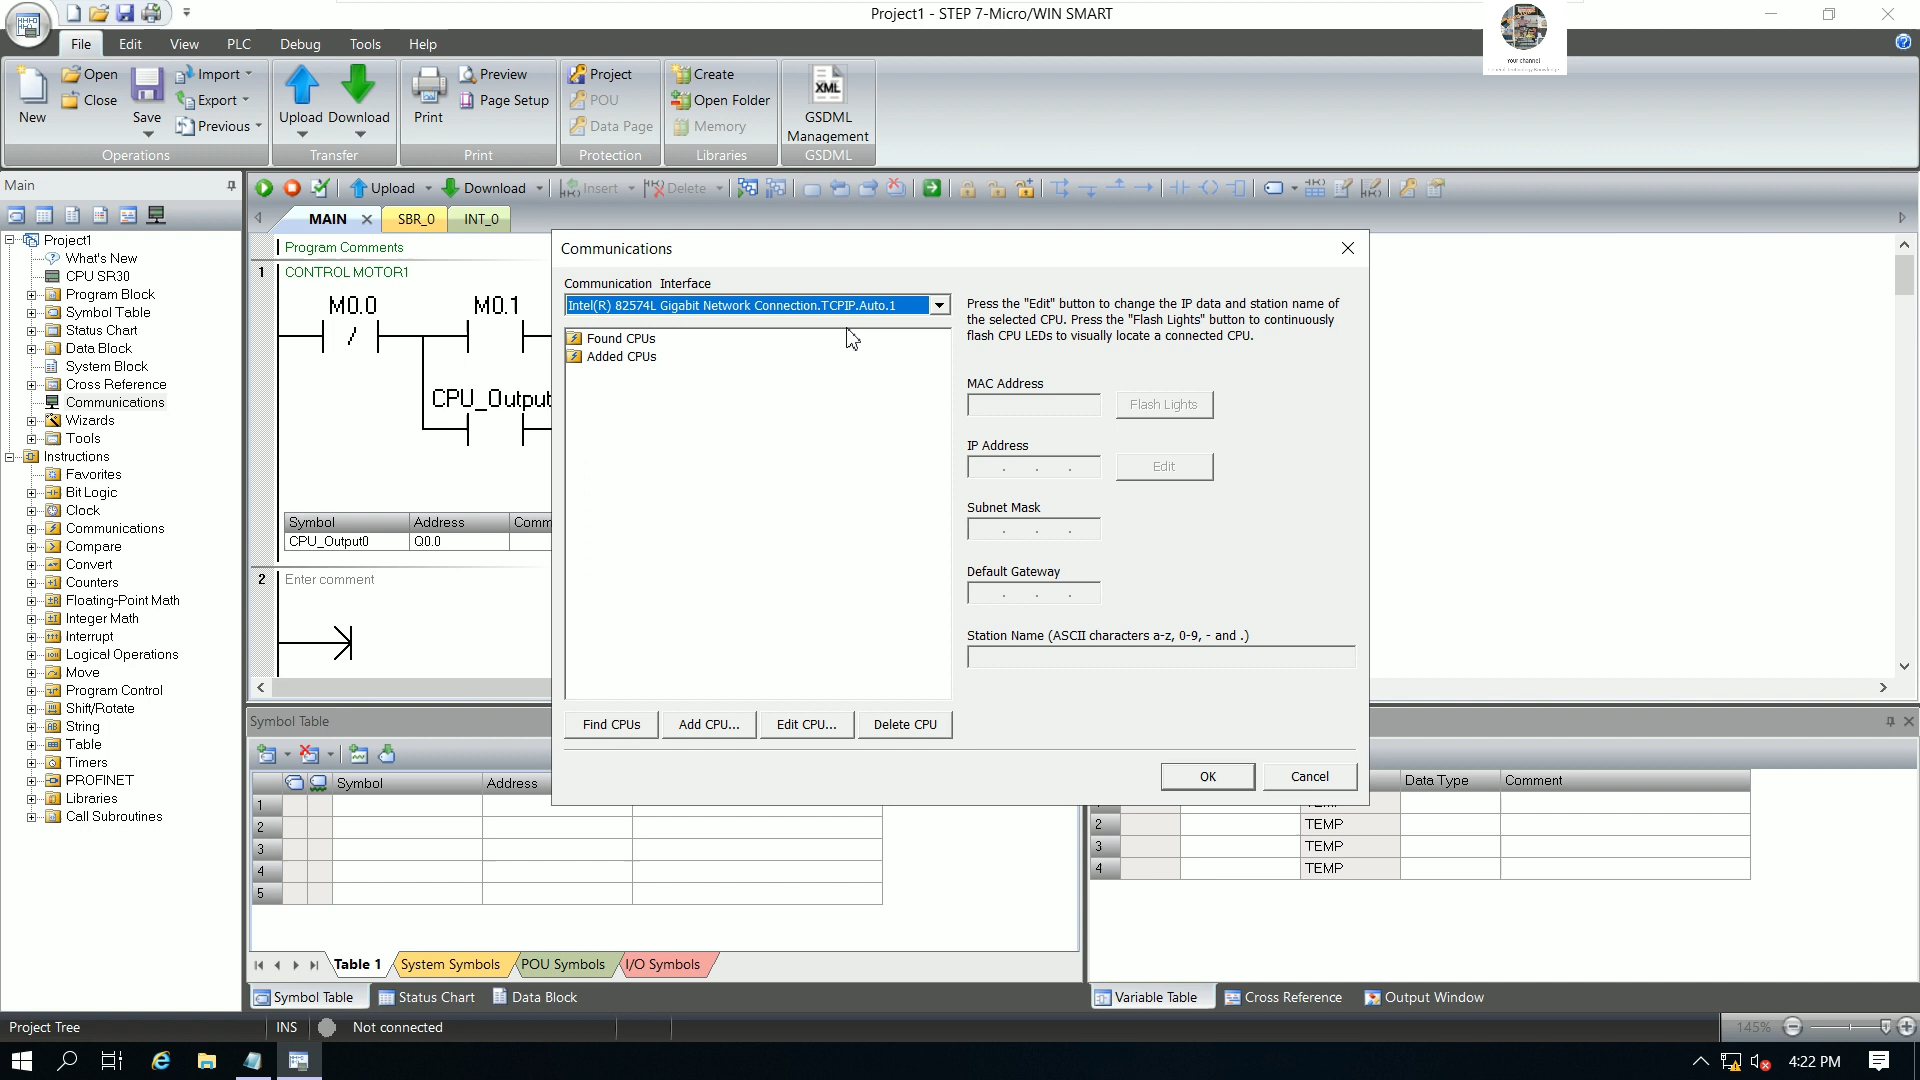 Project1 - STEP 7-Micro/WIN SMART
Your channel
File Edit View PLC Debug Tools Help
New
Open
Close
Save
Import
Export
Previous
Operations
Upload
Download
Transfer
Print
Preview
Page Setup
Print
Project
POU
Data Page
Protection
Create
Open Folder
Memory
Libraries
XML
GSDML
Management
GSDML
Main
Upload Download Insert Delete
MAIN SBR_0 INT_0
Project1
What's New
CPU SR30
Program Block
Symbol Table
Status Chart
Data Block
System Block
Cross Reference
Communications
Wizards
Tools
Instructions
Favorites
Bit Logic
Clock
Communications
Compare
Convert
Counters
Floating-Point Math
Integer Math
Interrupt
Logical Operations
Move
Program Control
Shift/Rotate
String
Table
Timers
PROFINET
Libraries
Call Subroutines
Program Comments
1 CONTROL MOTOR1
M0.0 M0.1
/
CPU_Output
Symbol Address Comm
CPU_Output0 Q0.0
2 Enter comment
Communications
Communication Interface
Intel(R) 82574L Gigabit Network Connection.TCPIP.Auto.1
Found CPUs
Added CPUs
Press the "Edit" button to change the IP data and station name of
the selected CPU. Press the "Flash Lights" button to continuously
flash CPU LEDs to visually locate a connected CPU.
MAC Address
Flash Lights
IP Address
. . .
Edit
Subnet Mask
. . .
Default Gateway
. . .
Station Name (ASCII characters a-z, 0-9, - and .)
Find CPUs Add CPU... Edit CPU... Delete CPU
OK Cancel
Symbol Table
Symbol Address
1
2
3
4
5
Data Type Comment
2 TEMP
3 TEMP
4 TEMP
Table 1 System Symbols POU Symbols I/O Symbols
Symbol Table Status Chart Data Block
Variable Table Cross Reference Output Window
Project Tree INS Not connected 145%
4:22 PM